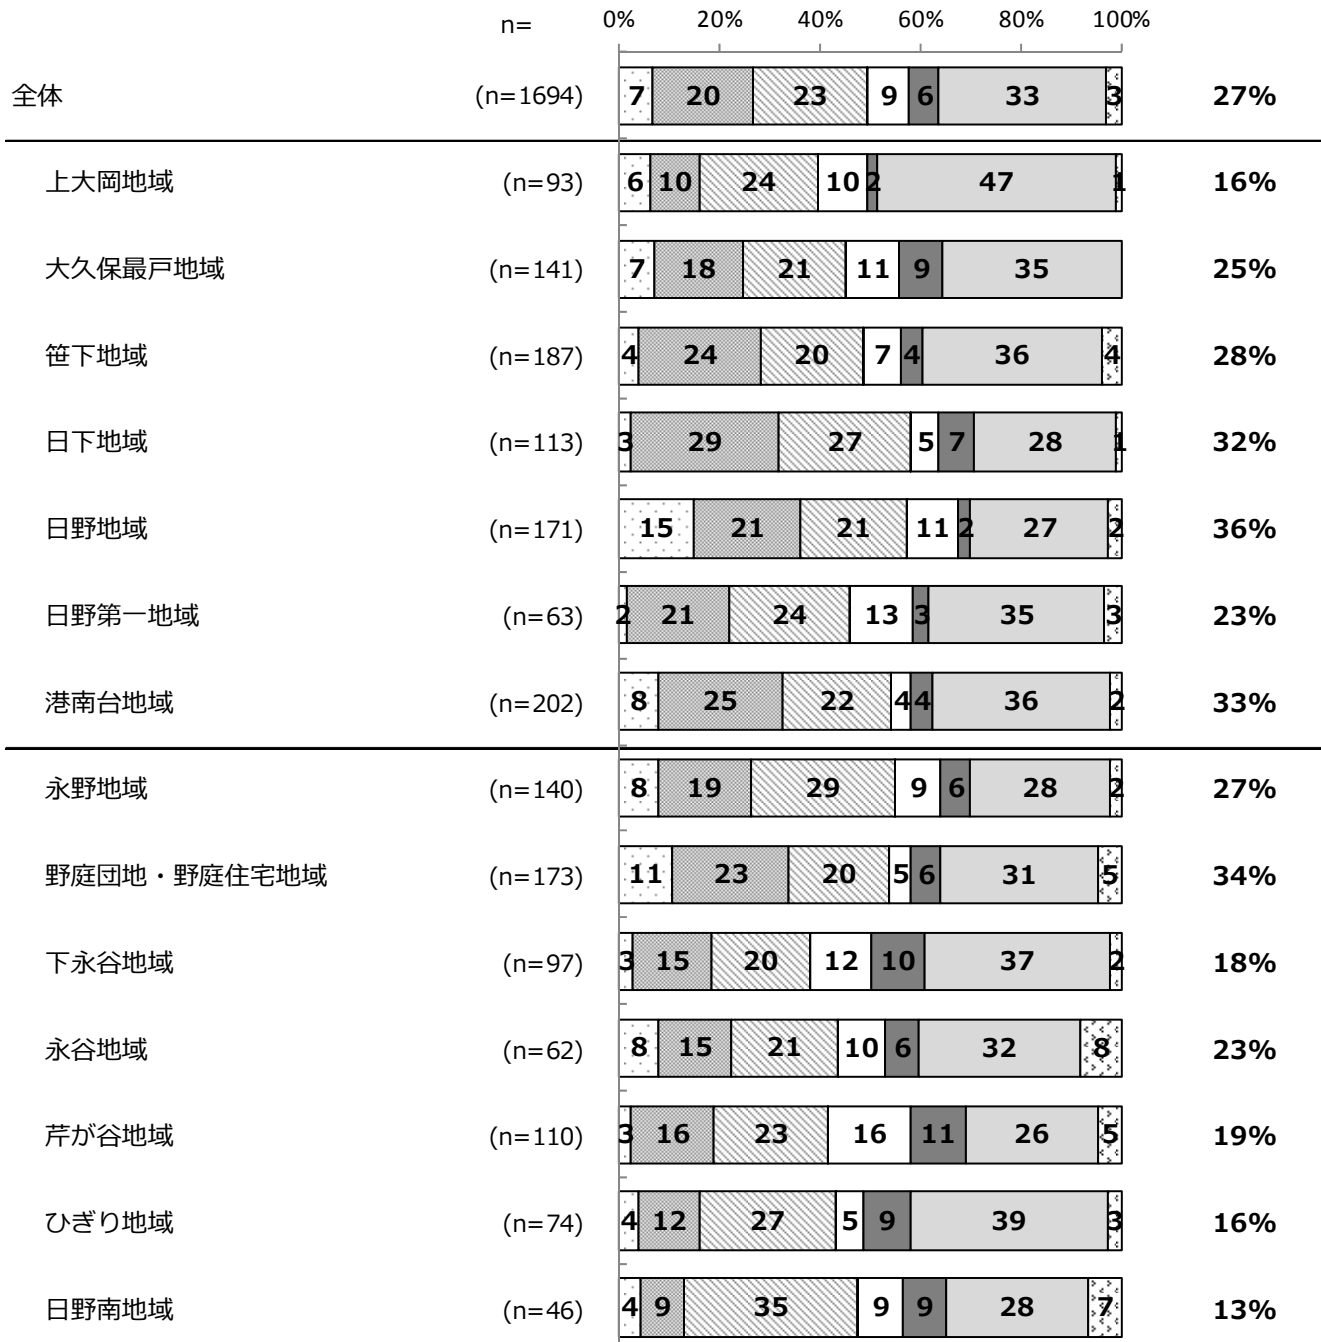 n= 0% 20% 40% 60% 80% 100%
全体 (n=1694) 7 20 23 9 6 33 3 27%
上大岡地域 (n=93) 6 10 24 10 2 47 1 16%
大久保最戸地域 (n=141) 7 18 21 11 9 35 25%
笹下地域 (n=187) 4 24 20 7 4 36 4 28%
日下地域 (n=113) 3 29 27 5 7 28 1 32%
日野地域 (n=171) 15 21 21 11 2 27 2 36%
日野第一地域 (n=63) 2 21 24 13 3 35 3 23%
港南台地域 (n=202) 8 25 22 4 4 36 2 33%
永野地域 (n=140) 8 19 29 9 6 28 2 27%
野庭団地・野庭住宅地域 (n=173) 11 23 20 5 6 31 5 34%
下永谷地域 (n=97) 3 15 20 12 10 37 2 18%
永谷地域 (n=62) 8 15 21 10 6 32 8 23%
芹が谷地域 (n=110) 3 16 23 16 11 26 5 19%
ひぎり地域 (n=74) 4 12 27 5 9 39 3 16%
日野南地域 (n=46) 4 9 35 9 9 28 7 13%